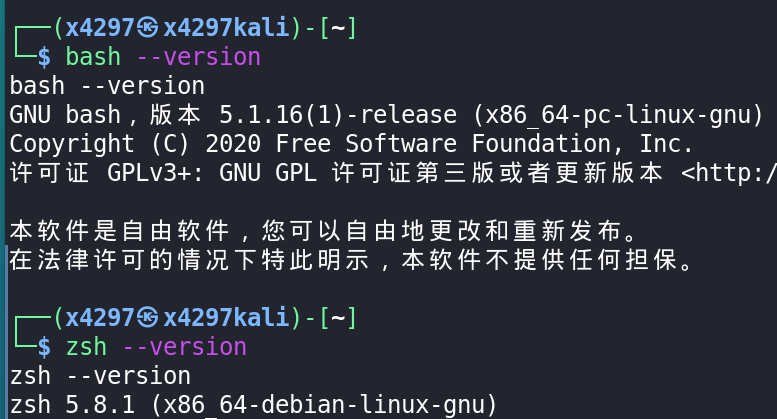 ┌──(x4297㉿x4297kali)-[~]
└─$ bash --version
bash --version
GNU bash，版本 5.1.16(1)-release (x86_64-pc-linux-gnu)
Copyright (C) 2020 Free Software Foundation, Inc.
许可证 GPLv3+: GNU GPL 许可证第三版或者更新版本 <http:/

本软件是自由软件，您可以自由地更改和重新发布。
在法律许可的情况下特此明示，本软件不提供任何担保。

┌──(x4297㉿x4297kali)-[~]
└─$ zsh --version
zsh --version
zsh 5.8.1 (x86_64-debian-linux-gnu)